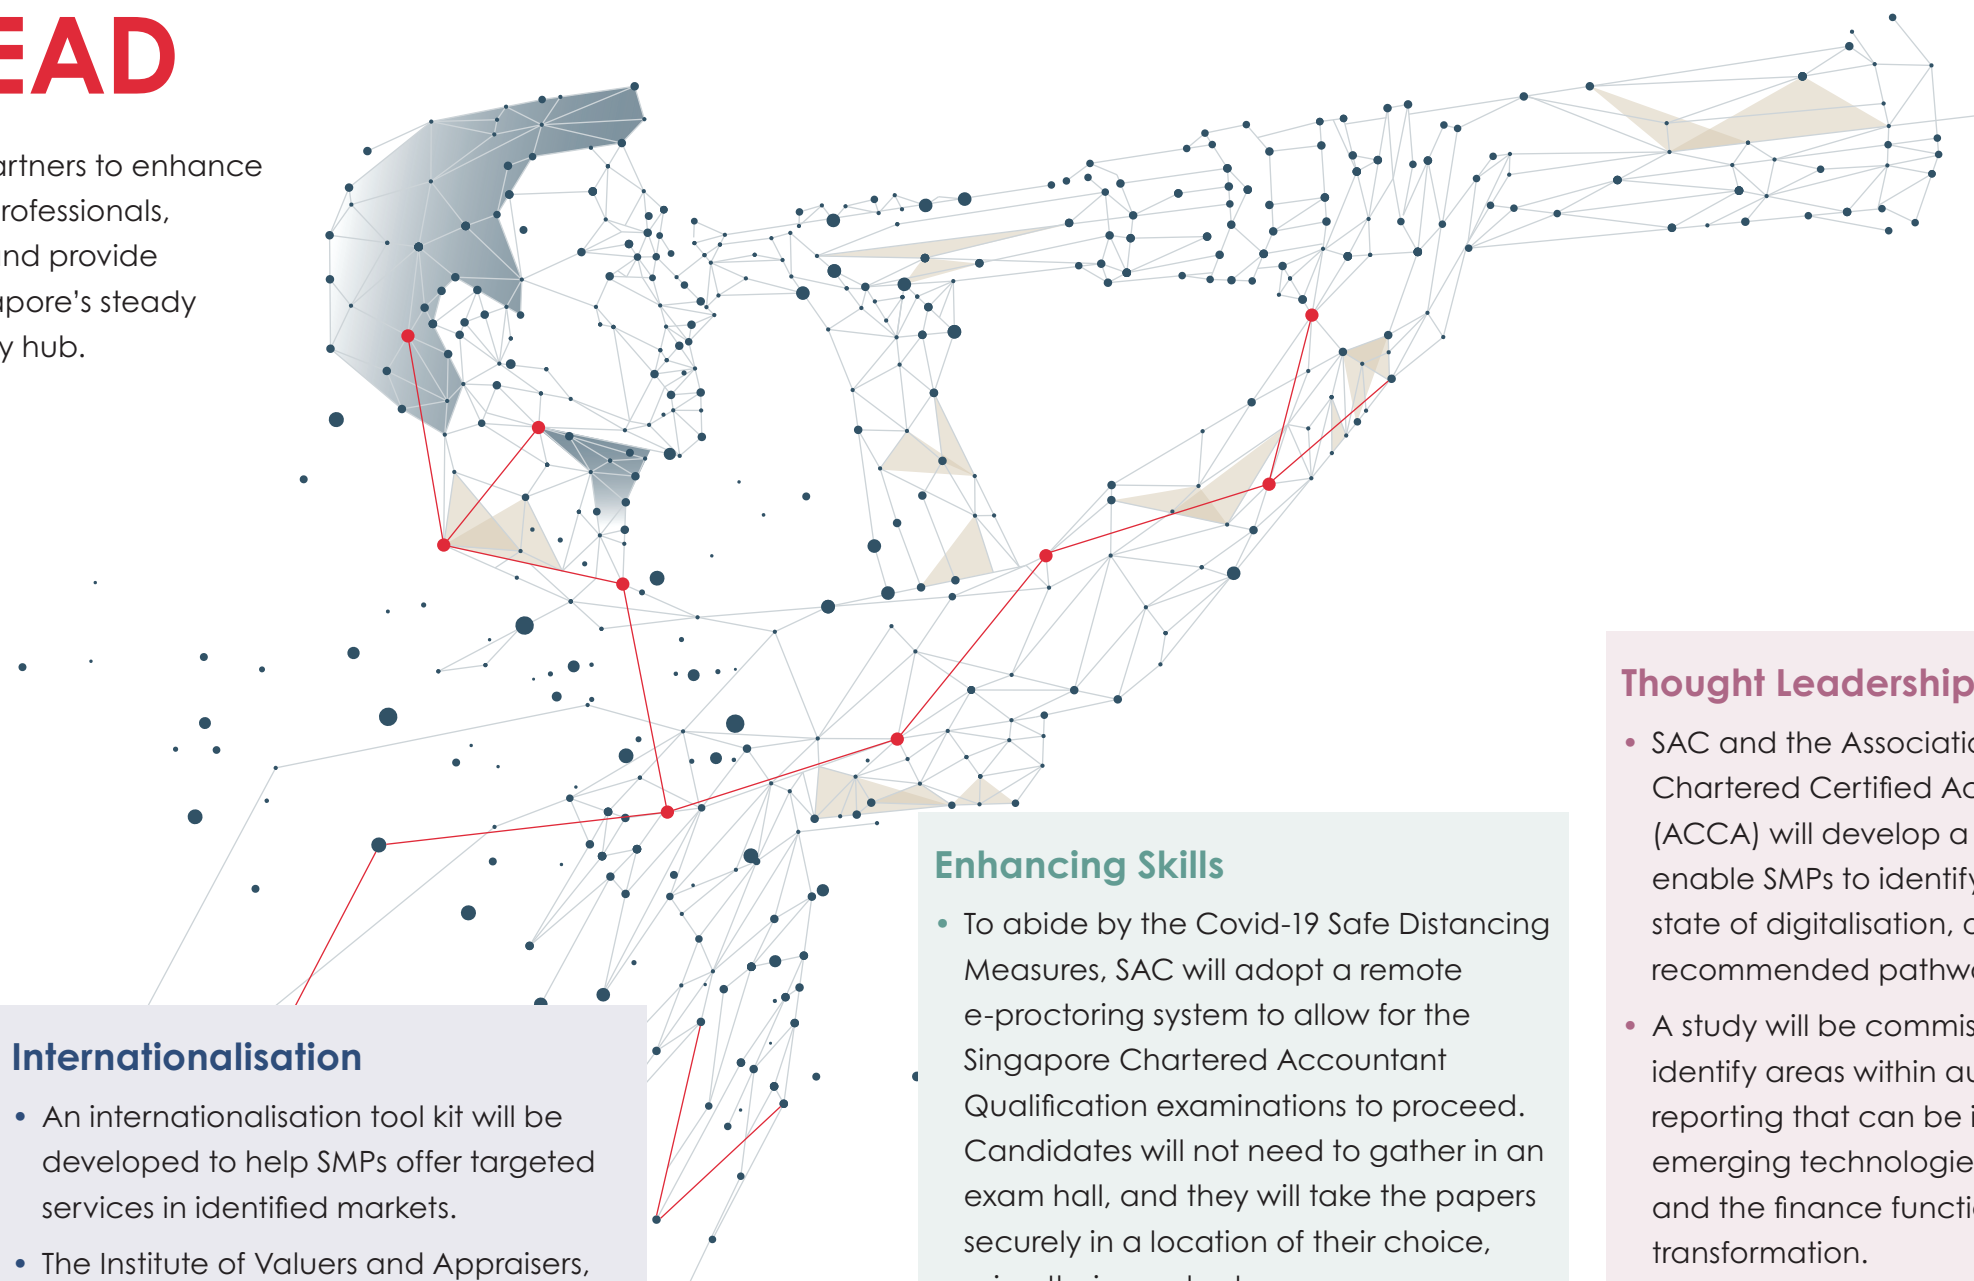 EAD
artners to enhance
rofessionals,
nd provide
apore's steady
y hub.
Internationalisation
• An internationalisation tool kit will be
developed to help SMPs offer targeted
services in identified markets.
• The Institute of Valuers and Appraisers,
Enhancing Skills
• To abide by the Covid-19 Safe Distancing
Measures, SAC will adopt a remote
e-proctoring system to allow for the
Singapore Chartered Accountant
Qualification examinations to proceed.
Candidates will not need to gather in an
exam hall, and they will take the papers
securely in a location of their choice,
Thought Leadership
• SAC and the Associatio
Chartered Certified Ac
(ACCA) will develop a
enable SMPs to identify
state of digitalisation,
recommended pathwa
• A study will be commis
identify areas within au
reporting that can be i
emerging technologie
and the finance functi
transformation.